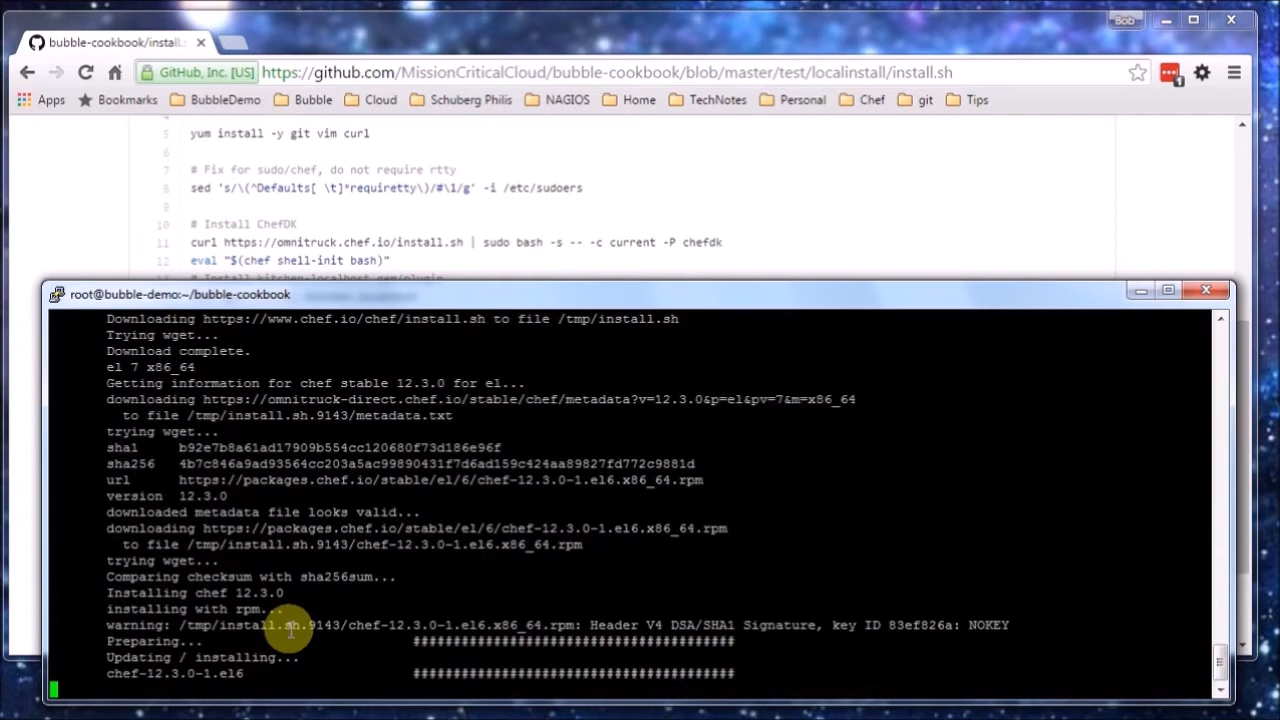 Bob
bubble-cookbook/install.
GitHub, Inc. [US] https://github.com/MissionCriticalCloud/bubble-cookbook/blob/master/test/localinstall/install.sh
1
Apps Bookmarks BubbleDemo Bubble Cloud Schuberg Philis NAGIOS Home TechNotes Personal Chef git Tips
4
5 yum install -y git vim curl
6
7 # Fix for sudo/chef, do not require rtty
8 sed 's/\(^Defaults[ \t]*requiretty\)/#\1/g' -i /etc/sudoers
9
10 # Install ChefDK
11 curl https://omnitruck.chef.io/install.sh | sudo bash -s -- -c current -P chefdk
12 eval "$(chef shell-init bash)"
# Install kitchen-localhost gem/plugin
root@bubble-demo:~/bubble-cookbook
Downloading https://www.chef.io/chef/install.sh to file /tmp/install.sh
Trying wget...
Download complete.
el 7 x86_64
Getting information for chef stable 12.3.0 for el...
downloading https://omnitruck-direct.chef.io/stable/chef/metadata?v=12.3.0&p=el&pv=7&m=x86_64
to file /tmp/install.sh.9143/metadata.txt
trying wget...
sha1 b92e7b8a61ad17909b554cc120680f73d186e96f
sha256 4b7c846a9ad93564cc203a5ac99890431f7d6ad159c424aa89827fd772c9881d
url https://packages.chef.io/stable/el/6/chef-12.3.0-1.el6.x86_64.rpm
version 12.3.0
downloaded metadata file looks valid...
downloading https://packages.chef.io/stable/el/6/chef-12.3.0-1.el6.x86_64.rpm
to file /tmp/install.sh.9143/chef-12.3.0-1.el6.x86_64.rpm
trying wget...
Comparing checksum with sha256sum...
Installing chef 12.3.0
installing with rpm...
warning: /tmp/install.sh.9143/chef-12.3.0-1.el6.x86_64.rpm: Header V4 DSA/SHA1 Signature, key ID 83ef826a: NOKEY
Preparing... ########################################
Updating / installing...
chef-12.3.0-1.el6 ########################################